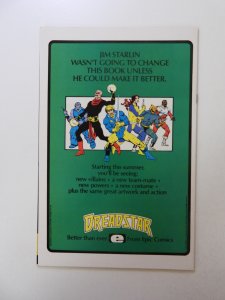 JIM STARLIN
WASN'T GOING TO CHANGE
THIS BOOK UNLESS
HE COULD MAKE IT BETTER.
Starting this summer,
you'll be seeing:
new villains • a new team-mate •
new powers • a new costume •
plus the same great artwork and action
DREADSTAR
Better than ever e From Epic Comics